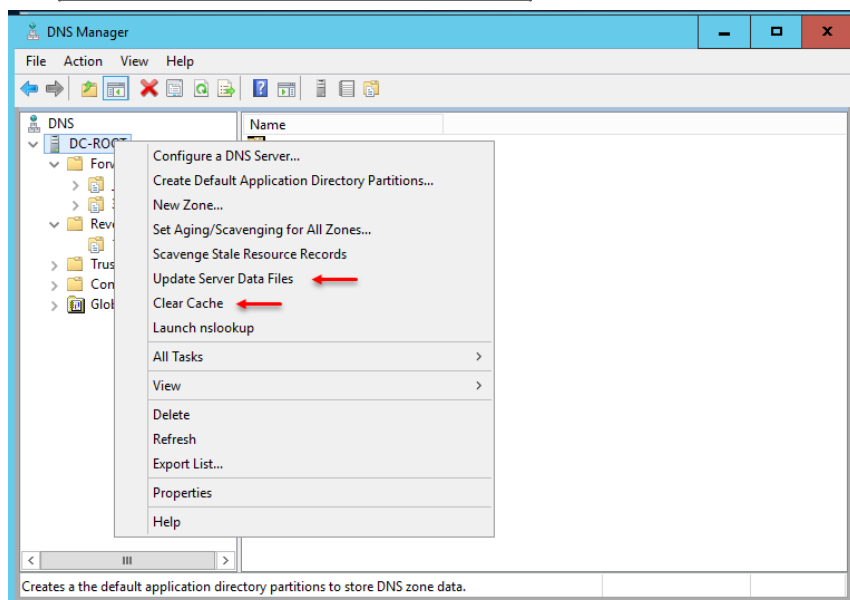 DNS Manager
File Action View Help
DNS
Name
DC-ROOT
Configure a DNS Server...
Create Default Application Directory Partitions...
New Zone...
Set Aging/Scavenging for All Zones...
Scavenge Stale Resource Records
Update Server Data Files
Clear Cache
Launch nslookup
All Tasks
View
Delete
Refresh
Export List...
Properties
Help
Creates a the default application directory partitions to store DNS zone data.